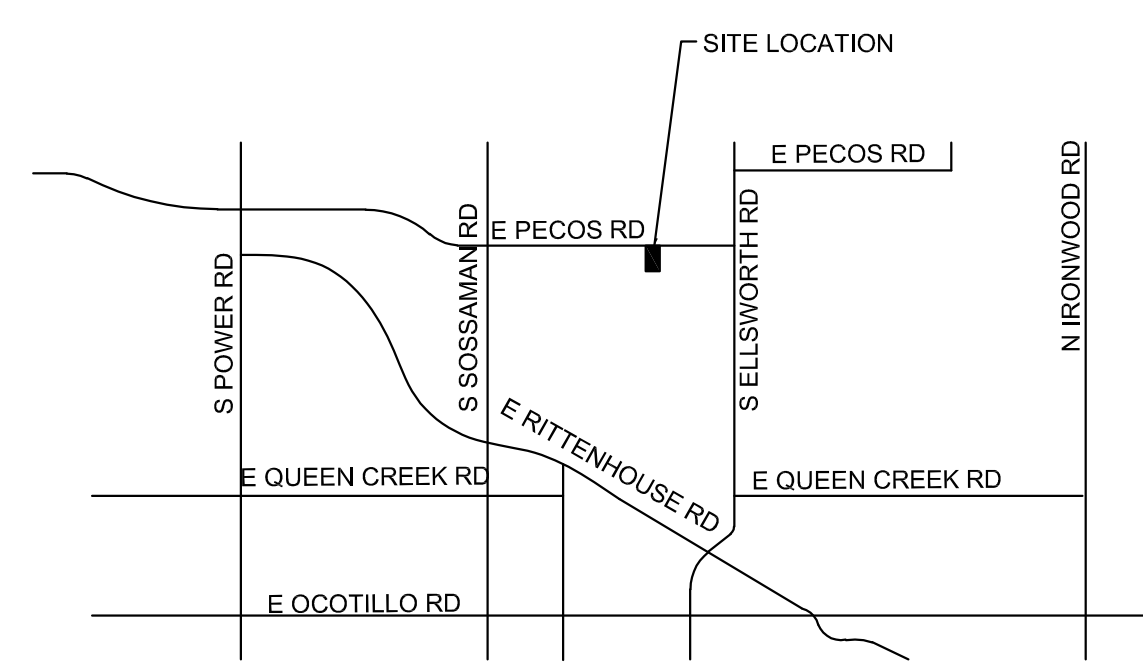 SITE LOCATION
E PECOS RD
E PECOS RD
S POWER RD
S SOSSAMAN RD
S ELLSWORTH RD
N IRONWOOD RD
E RITTENHOUSE RD
E QUEEN CREEK RD
E QUEEN CREEK RD
E OCOTILLO RD